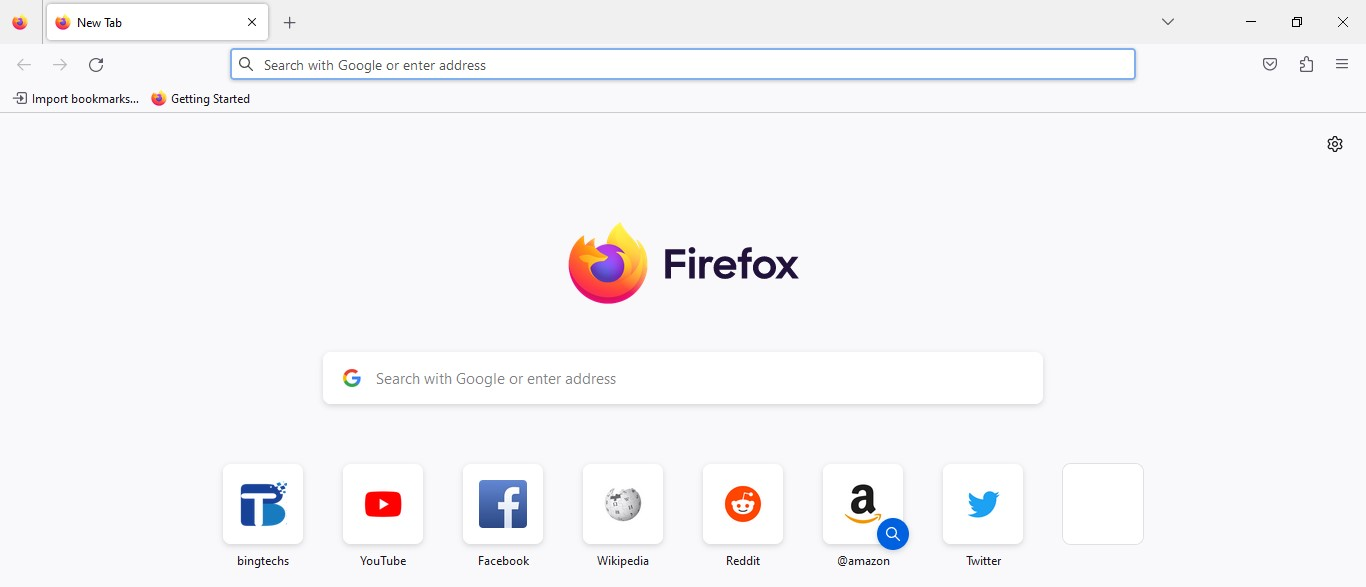 New Tab
Search with Google or enter address
Import bookmarks... Getting Started
Firefox
Search with Google or enter address
bingtechs YouTube Facebook Wikipedia Reddit @amazon Twitter